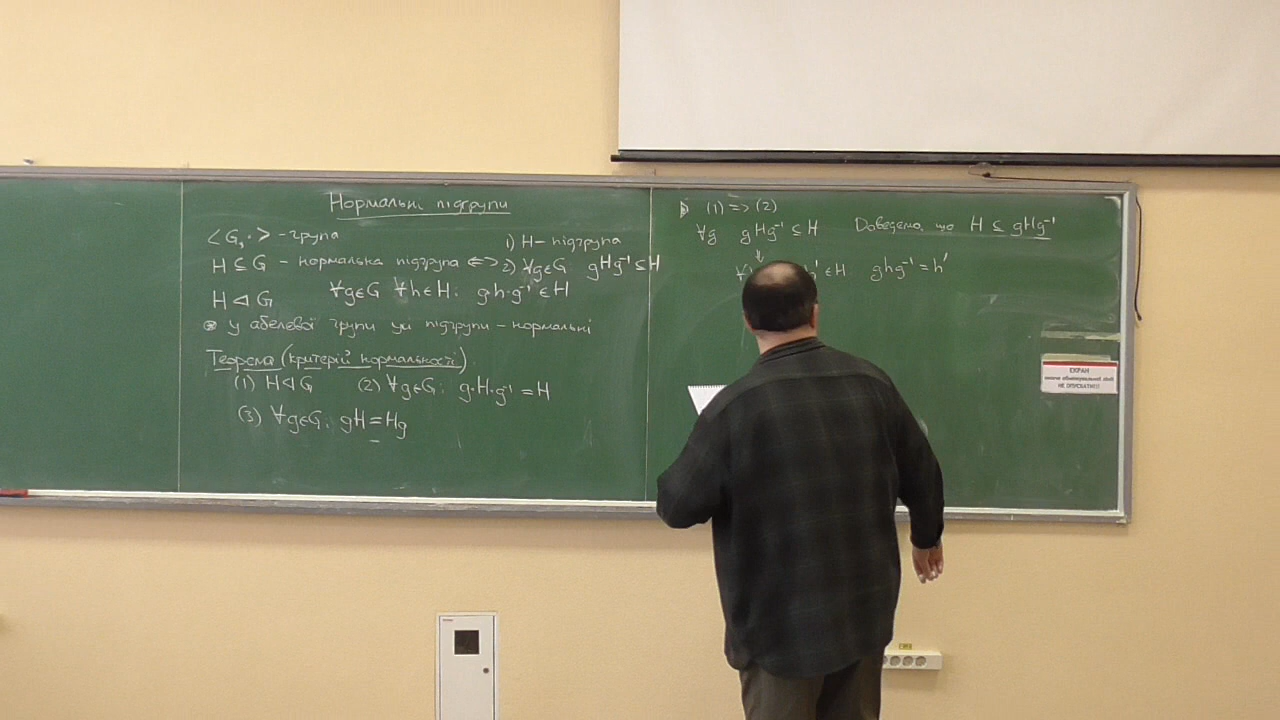 Нормальні підгрупи
<G, ·> - група
1) H - підгрупа
H ⊆ G - нормальна підгрупа <=> 2) ∀g∈G gHg⁻¹ ⊆ H
H ⊲ G ∀g∈G ∀h∈H: g·h·g⁻¹ ∈ H
у абелевої групи усі підгрупи - нормальні
Теорема (критерій нормальності).
(1) H⊲G (2) ∀g∈G: g·H·g⁻¹ = H
(3) ∀g∈G: gH = Hg
(1) => (2)
∀g gHg⁻¹ ⊆ H Доведемо, що H ⊆ gHg⁻¹
⇓
∈ H ghg⁻¹ = h'
ЕКРАН
НЕ ОПУСКАТИ!!!